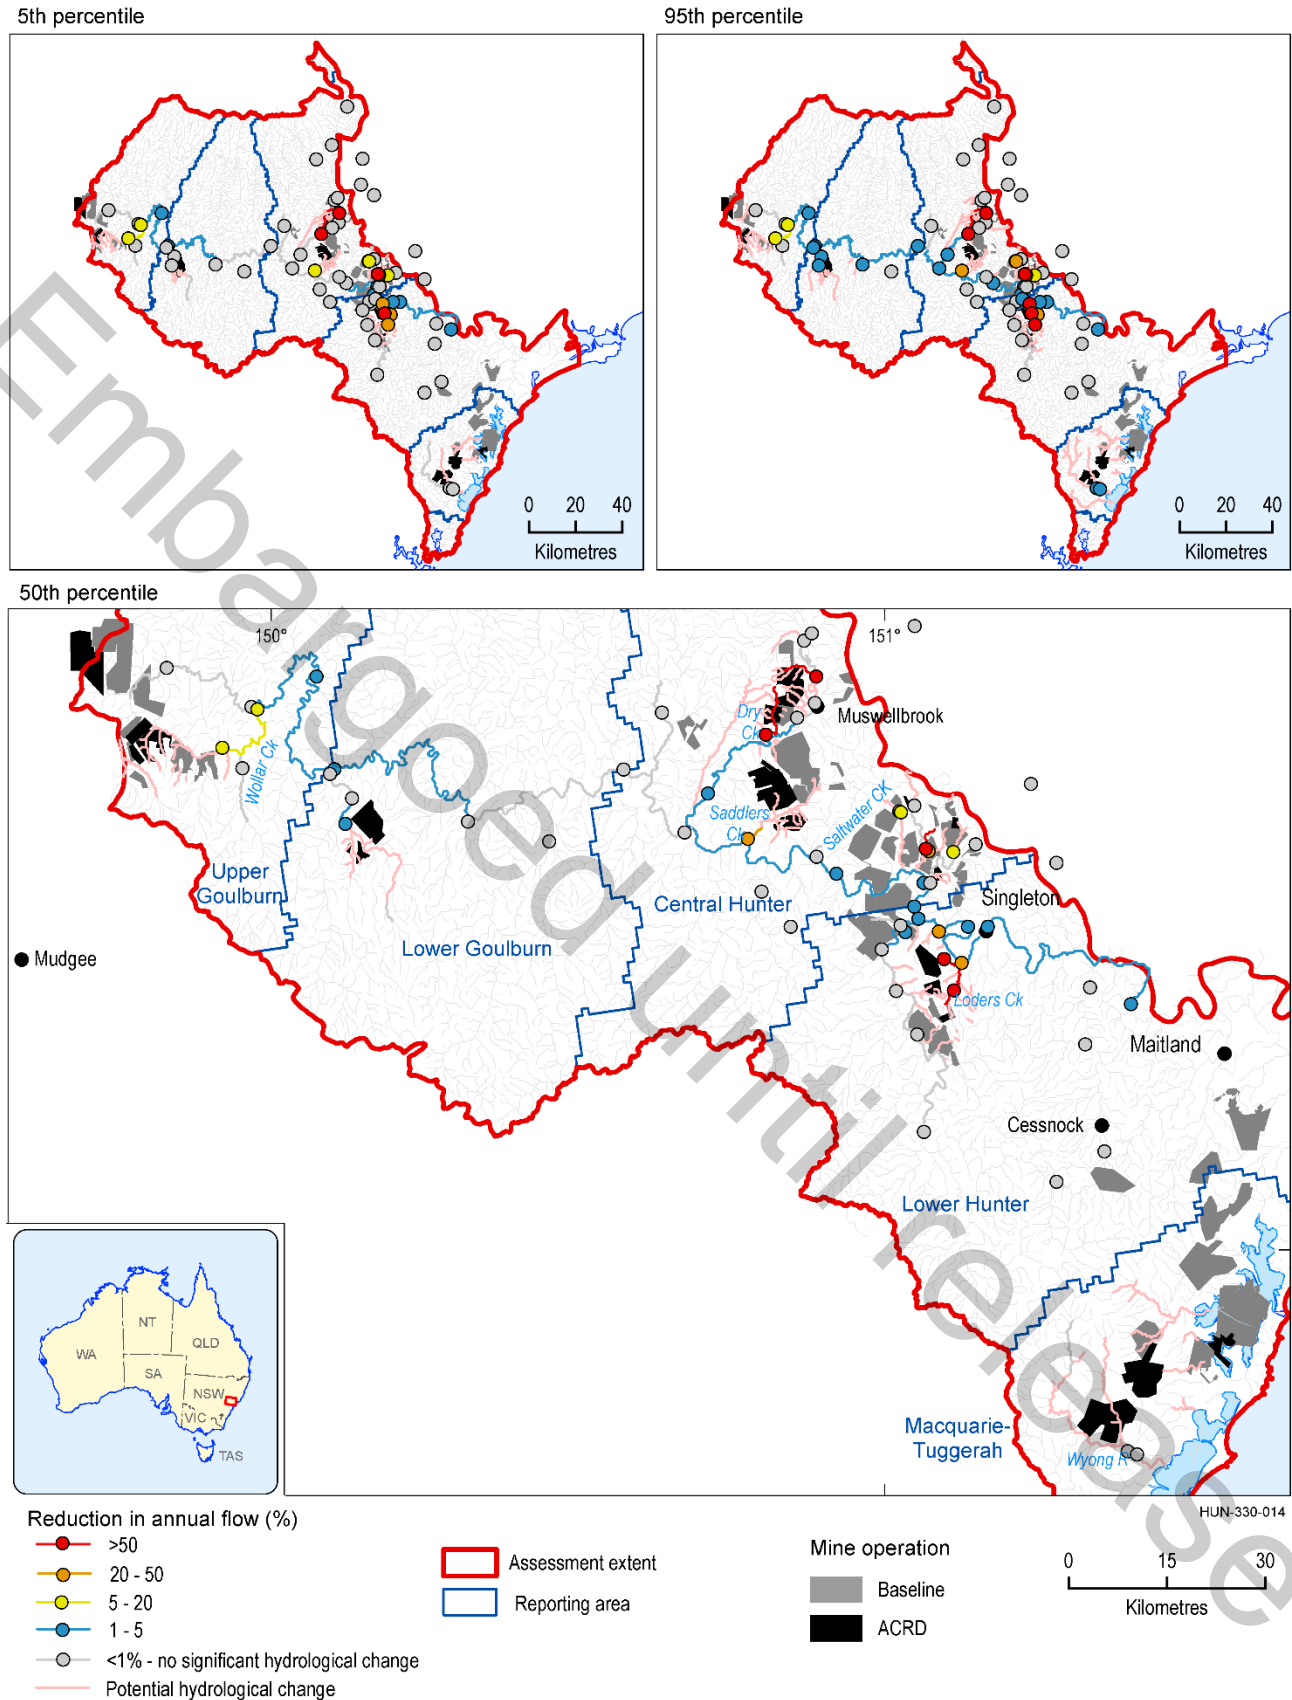 5th percentile
95th percentile
0 20 40
Kilometres
0 20 40
Kilometres
50th percentile
150°
151°
Dry
Ck
Muswellbrook
Wollar Ck
Saddlers
Ck
Saltwater CK
Upper
Goulburn
Central Hunter
Singleton
Mudgee
Lower Goulburn
Loders Ck
Maitland
Cessnock
Lower Hunter
Macquarie-
Tuggerah
Wyong R
NT
QLD
WA
SA
NSW
VIC
TAS
HUN-330-014
Reduction in annual flow (%)
>50
20 - 50
5 - 20
1 - 5
<1% - no significant hydrological change
Potential hydrological change
Assessment extent
Reporting area
Mine operation
Baseline
ACRD
0 15 30
Kilometres
Embargoed until release